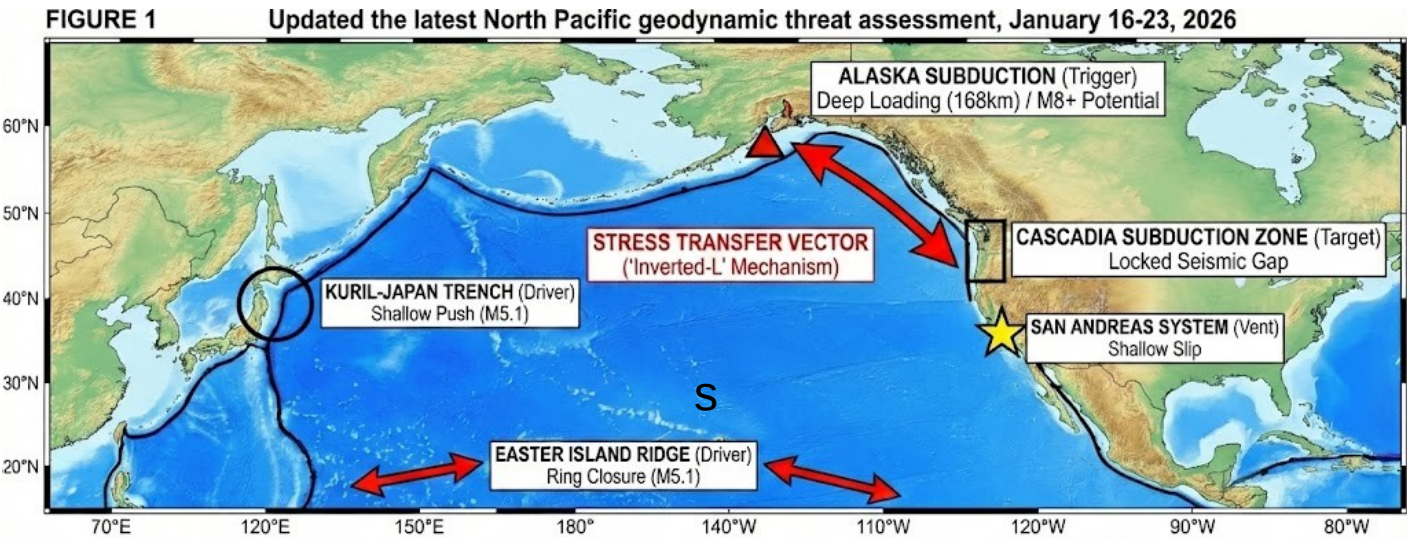 FIGURE 1 Updated the latest North Pacific geodynamic threat assessment, January 16-23, 2026
ALASKA SUBDUCTION (Trigger)
Deep Loading (168km) / M8+ Potential
60°N
50°N
STRESS TRANSFER VECTOR
('Inverted-L' Mechanism)
CASCADIA SUBDUCTION ZONE (Target)
Locked Seismic Gap
KURIL-JAPAN TRENCH (Driver)
Shallow Push (M5.1)
40°N
SAN ANDREAS SYSTEM (Vent)
Shallow Slip
30°N
S
EASTER ISLAND RIDGE (Driver)
Ring Closure (M5.1)
20°N
70°E 120°E 150°E 180° 140°W 110°W 120°W 90°W 80°W